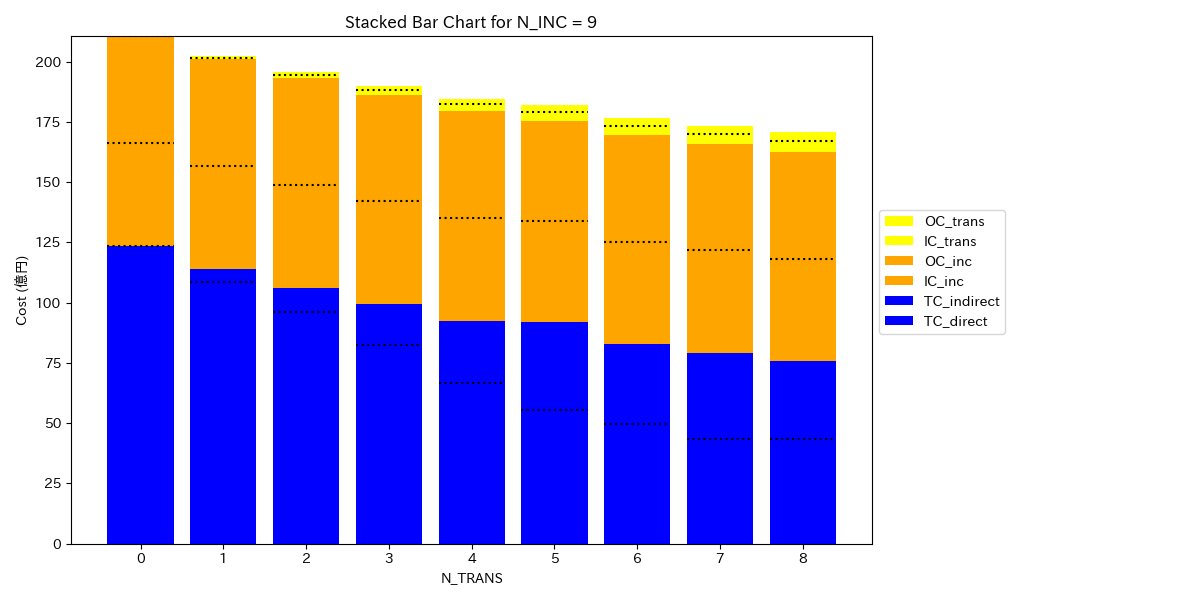 Stacked Bar Chart for N_INC = 9
Cost (億円)
200
175
150
125
100
75
50
25
0
0 1 2 3 4 5 6 7 8
N_TRANS
OC_trans
IC_trans
OC_inc
IC_inc
TC_indirect
TC_direct